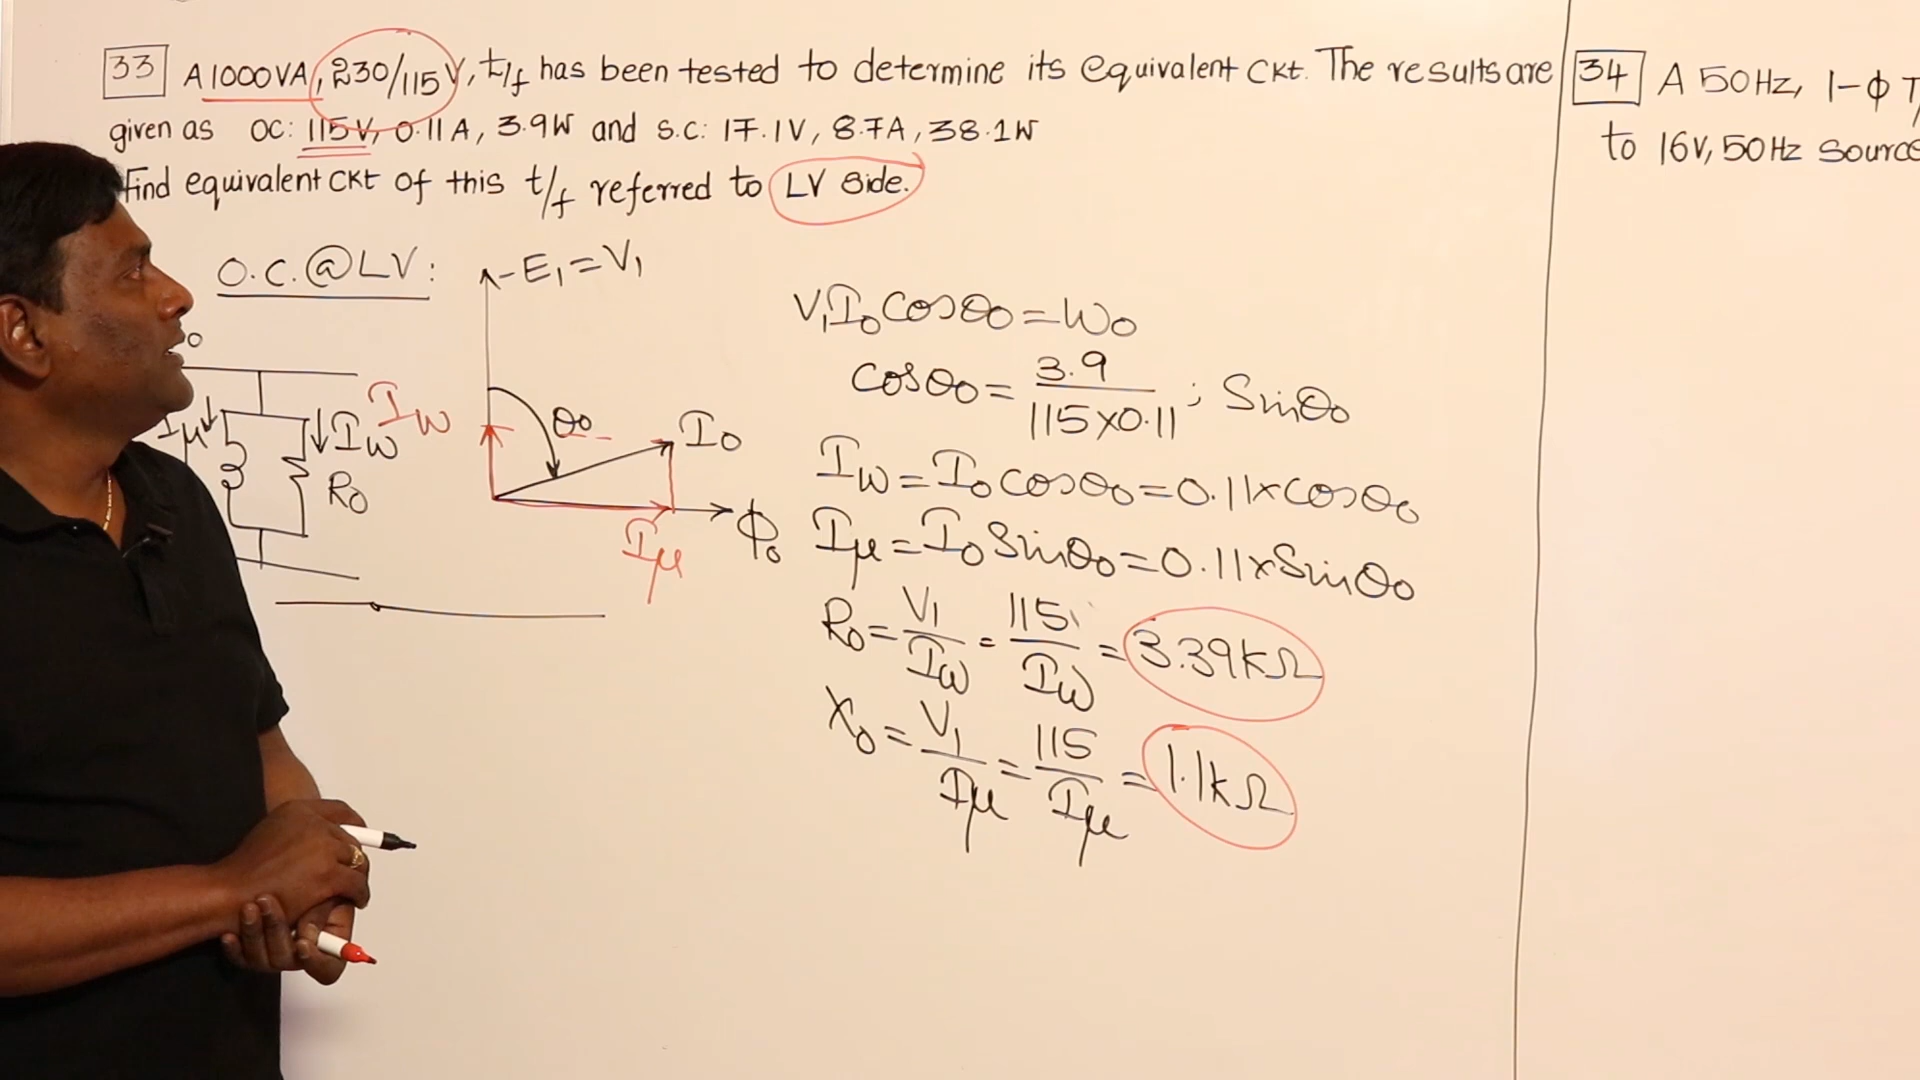 33 A 1000VA, 230/115V, t/f has been tested to determine its equivalent ckt. The results are
given as OC: 115V, 0.11A, 3.9W and S.C: 17.1V, 8.7A, 38.1W
Find equivalent ckt of this t/f referred to LV Side.
O.C.@LV:
-E₁=V₁
Iμ
I_w
R₀
I_w
θ₀
I₀
Iμ
Φ₀
V₁I₀cosθ₀=W₀
cosθ₀= 3.9/115×0.11 ; Sinθ₀
I_w=I₀cosθ₀=0.11×cosθ₀
Iμ=I₀Sinθ₀=0.11×Sinθ₀
R₀=V₁/I_w=115/I_w=3.39kΩ
X₀=V₁/Iμ=115/Iμ=1.1kΩ
34 A 50Hz, 1-ϕ
to 16V, 50Hz Source